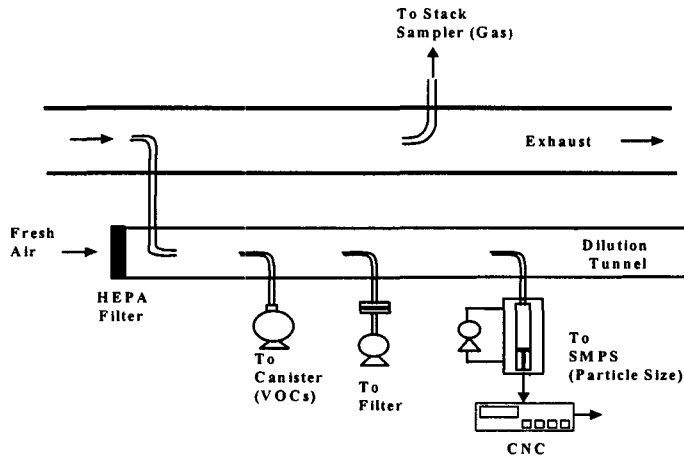 To Stack
Sampler (Gas)
Exhaust
Fresh
Air
Dilution
Tunnel
HEPA
Filter
To
Canister
(VOCs)
To
Filter
To
SMPS
(Particle Size)
CNC